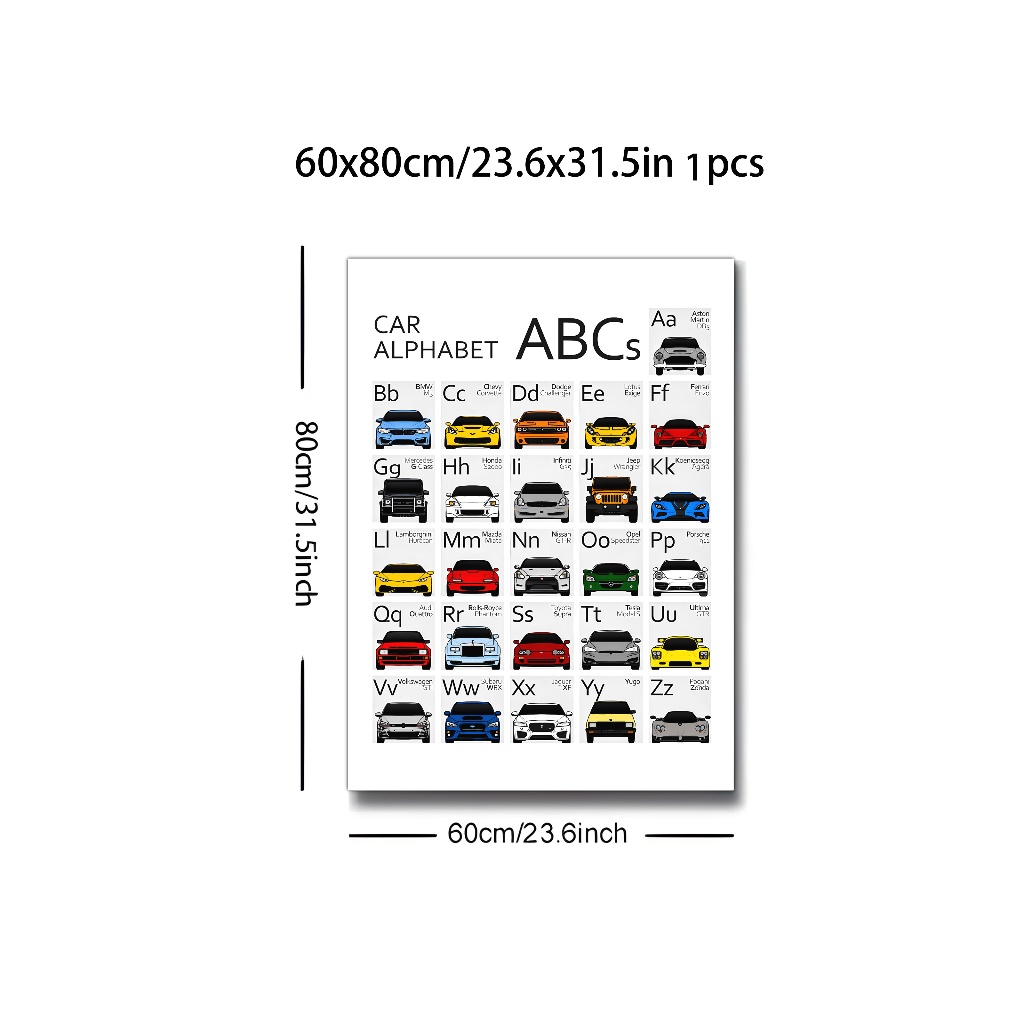 60x80cm/23.6x31.5in 1pcs
80cm/31.5inch
CAR
ALPHABET
ABCs
Aa
Aston
Martin
DB5
Bb
BMW
M3
Cc
Chevy
Corvette
Dd
Dodge
Challenger
Ee
Lotus
Exige
Ff
Ferrari
Enzo
Gg
Mercedes
G-Class
Hh
Honda
S2000
Ii
Infiniti
G35
Jj
Jeep
Wrangler
Kk
Koenigsegg
Agera
Ll
Lamborghini
Huracan
Mm
Mazda
Miata
Nn
Nissan
GT-R
Oo
Opel
Speedster
Pp
Porsche
911
Qq
Audi
Quattro
Rr
Rolls-Royce
Phantom
Ss
Toyota
Supra
Tt
Tesla
Model S
Uu
Ultima
GTR
Vv
Volkswagen
Ww
Subaru
WRX
Xx
Jaguar
XF
Yy
Yugo
Zz
Pagani
Zonda
60cm/23.6inch